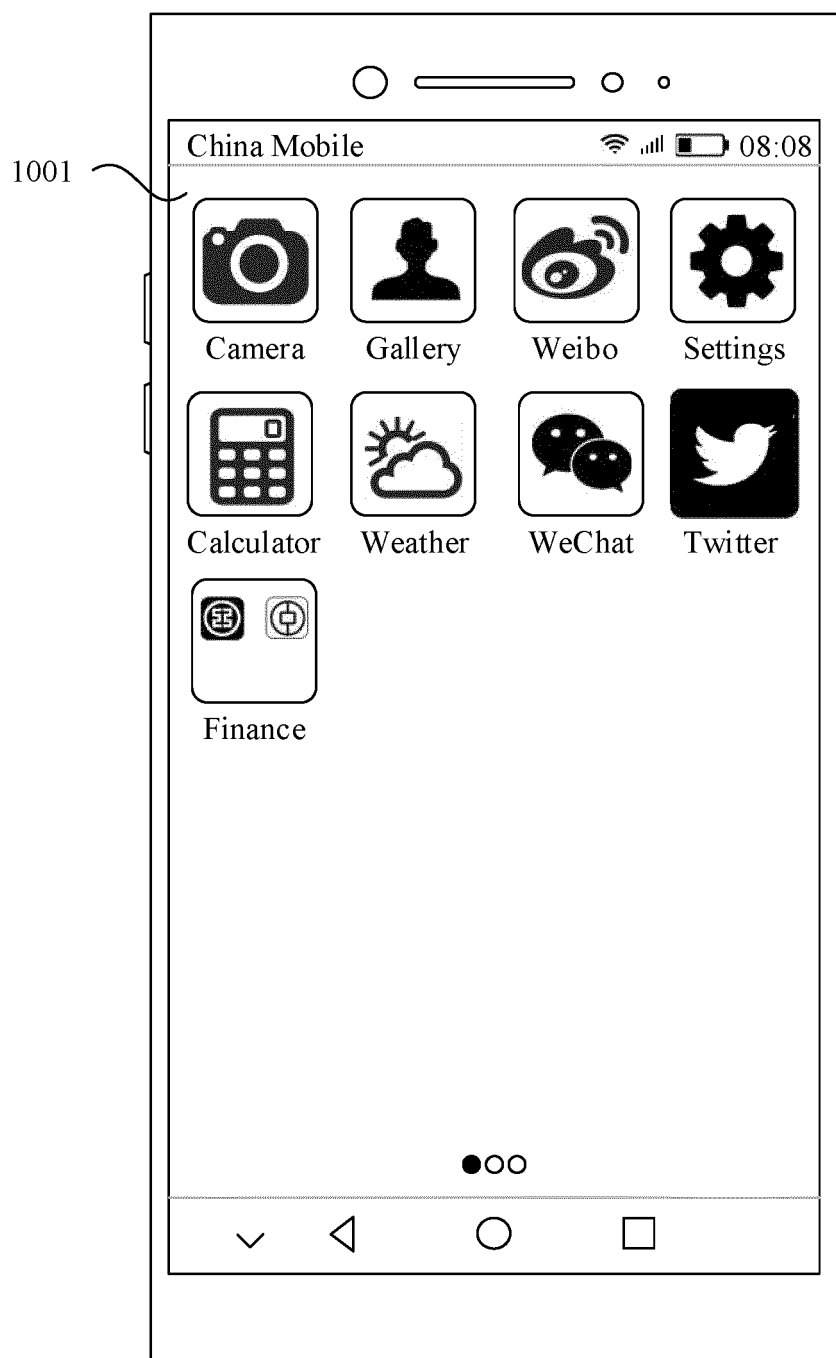 China Mobile 08:08
1001
Camera Gallery Weibo Settings
Calculator Weather WeChat Twitter
Finance